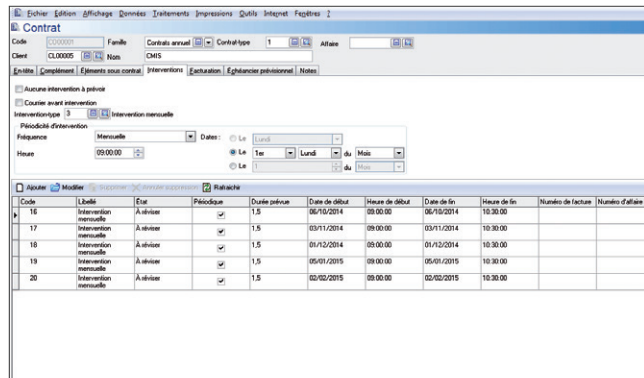 Fichier Edition Affichage Données Traitements Impressions Outils Internet Fenêtres ?
Contrat
Code CO00001 Famille Contrats annuel Contrat-type 1 Affaire
Client CL00005 Nom CMIS
En-tête Complément Eléments sous contrat Interventions Facturation Echéancier prévisionnel Notes
Aucune intervention à prévoir
Courrier avant intervention
Intervention-type 3 Intervention mensuelle
Périodicité d'intervention
Fréquence Mensuelle Dates : Le Lundi
Heure 09:00:00 Le 1er Lundi du Mois
Le 1 du Mois
Ajouter Modifier Supprimer Annuler suppression Rafraichir
Code Libellé État Périodique Durée prévue Date de début Heure de début Date de fin Heure de fin Numéro de facture Numéro d'affaire
16 Intervention mensuelle À réviser 1,5 06/10/2014 09:00:00 06/10/2014 10:30:00
17 Intervention mensuelle À réviser 1,5 03/11/2014 09:00:00 03/11/2014 10:30:00
18 Intervention mensuelle À réviser 1,5 01/12/2014 09:00:00 01/12/2014 10:30:00
19 Intervention mensuelle À réviser 1,5 05/01/2015 09:00:00 05/01/2015 10:30:00
20 Intervention mensuelle À réviser 1,5 02/02/2015 09:00:00 02/02/2015 10:30:00